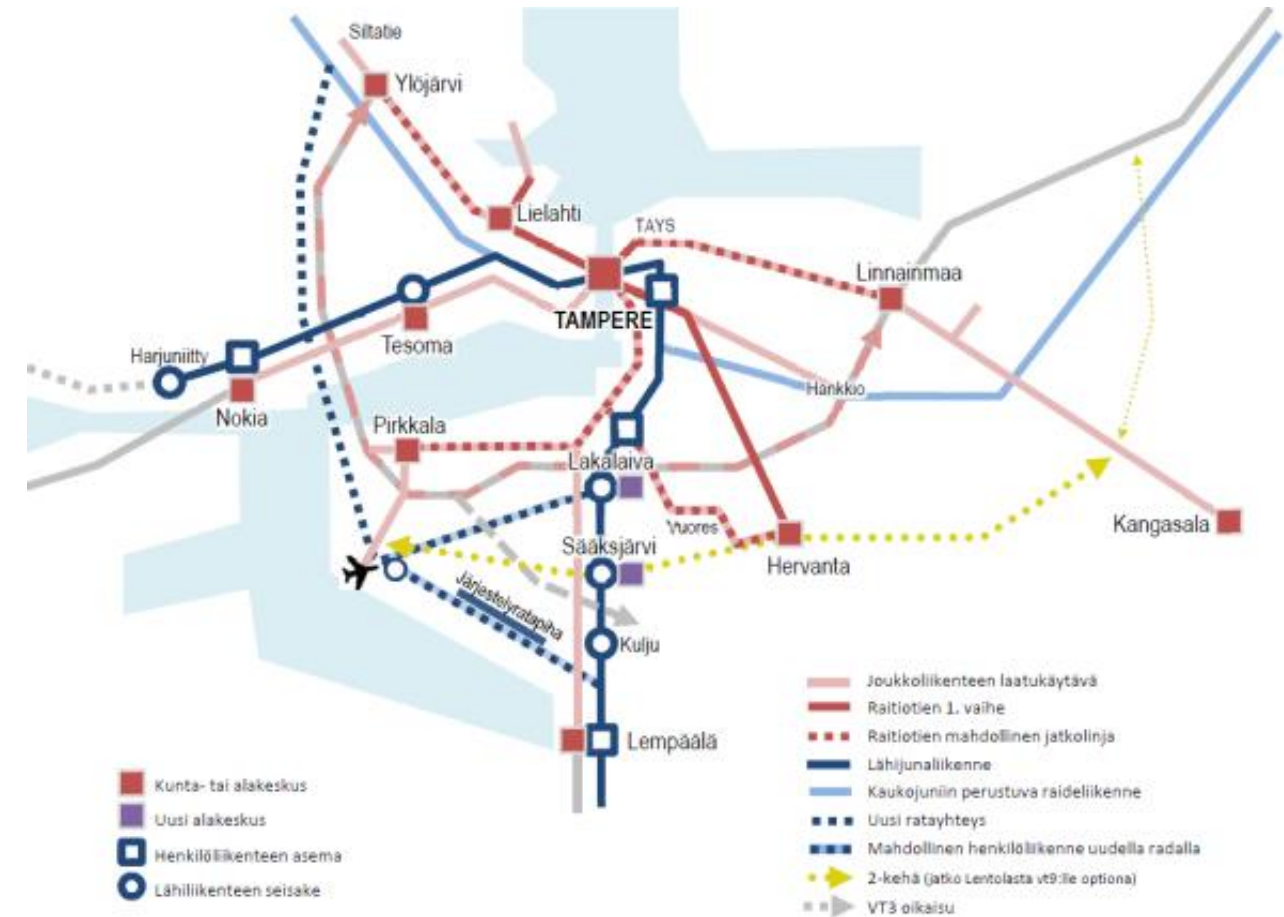 Siltatie
Ylöjärvi
Lielahti
TAYS
Linnainmaa
TAMPERE
Harjuniitty
Tesoma
Nokia
Hankkio
Pirkkala
Lakalaiva
Vuores
Kangasala
Sääksjärvi
Hervanta
Järjestelyratapiha
Kulju
Lempäälä
Kunta- tai alakeskus
Uusi alakeskus
Henkilöliikenteen asema
Lähiliikenteen seisake
Joukkoliikenteen laatukäytävä
Raitiotien 1. vaihe
Raitiotien mahdollinen jatkolinja
Lähijunaliikenne
Kaukojuniin perustuva raideliikenne
Uusi ratayhteys
Mahdollinen henkilöliikenne uudella radalla
2-kehä (jatko Lentolasta vt9:lle optiona)
VT3 oikaisu